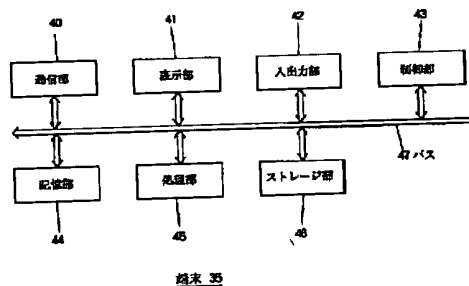 40 41 42 43
通信部 表示部 入出力部 制御部
47 バス
記憶部 処理部 ストレージ部
44 45 46
端末 35